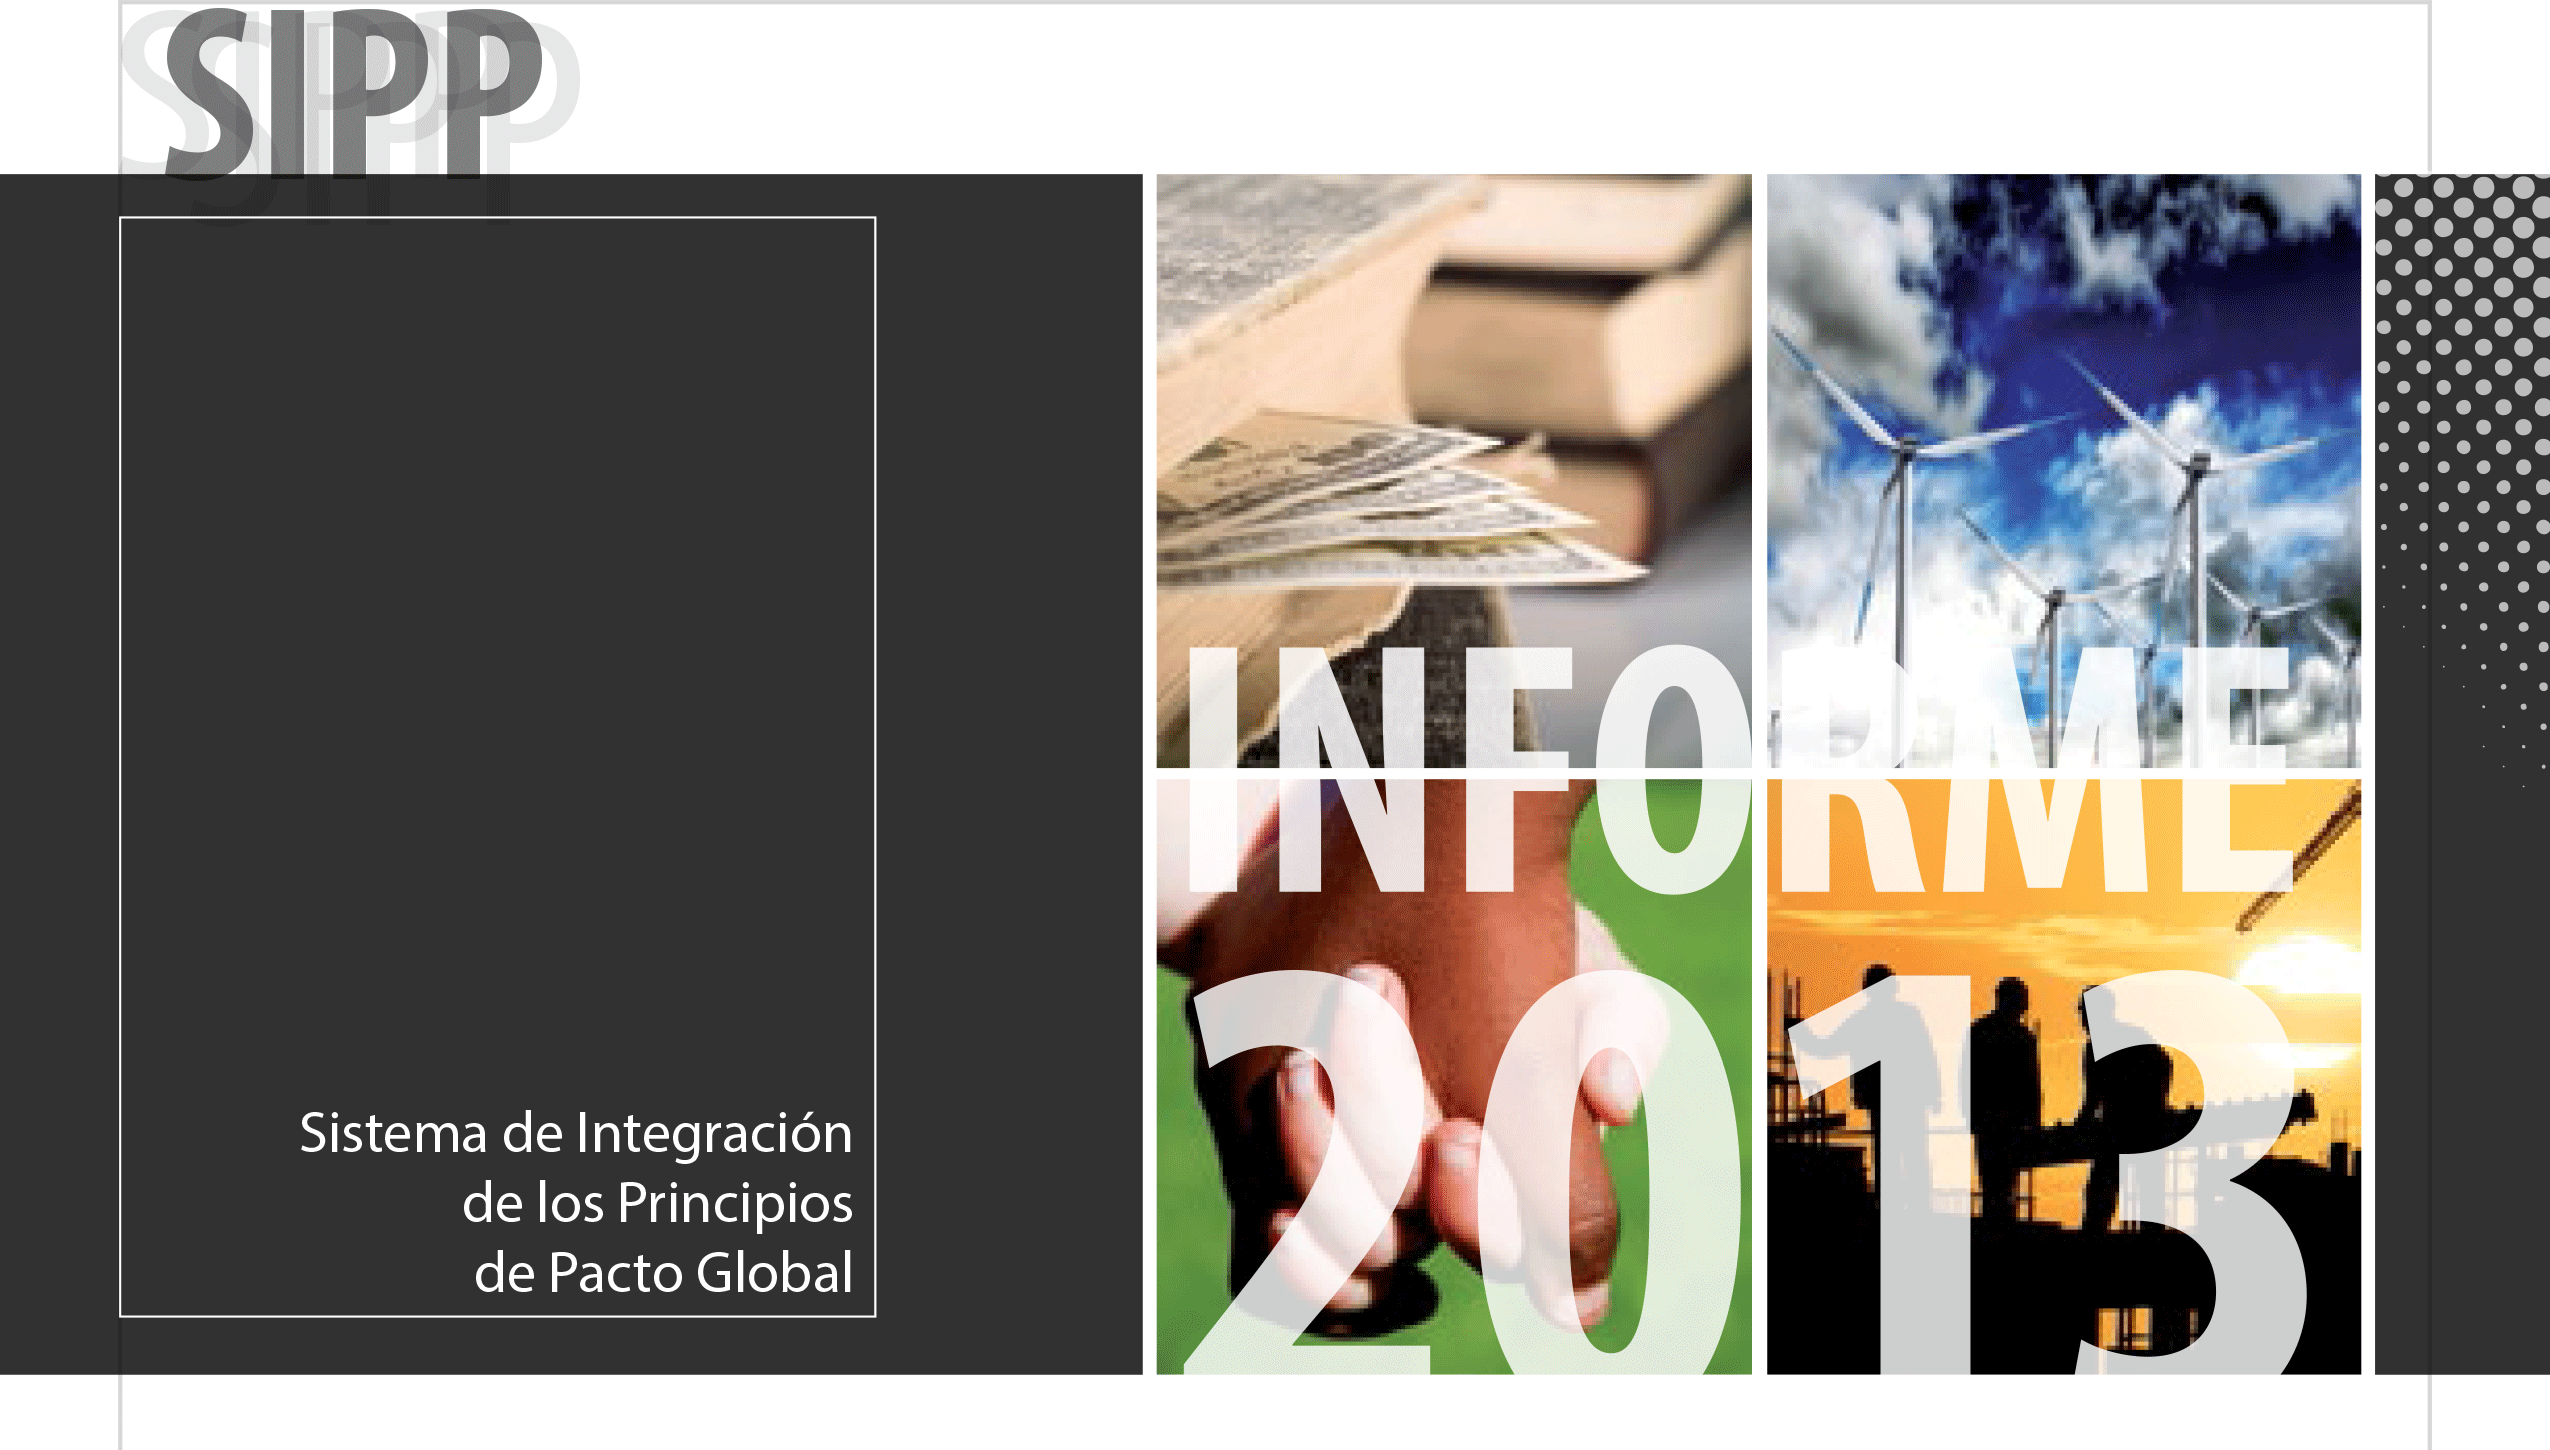 SIPP
Sistema de Integración
de los Principios
de Pacto Global
INFORME
2013